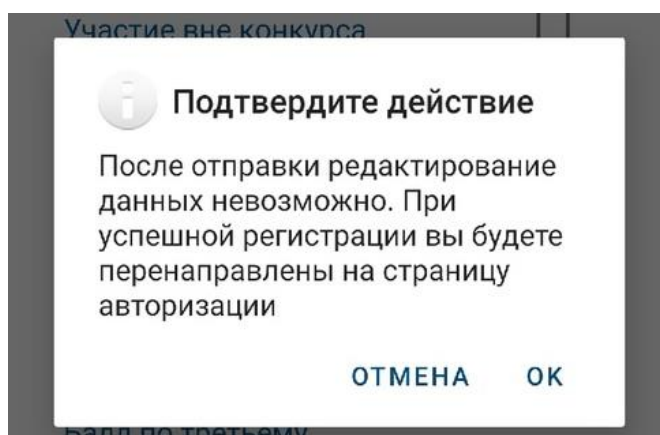 Участие вне конкурса
Подтвердите действие
После отправки редактирование
данных невозможно. При
успешной регистрации вы будете
перенаправлены на страницу
авторизации
ОТМЕНА OK
Балл по третьему